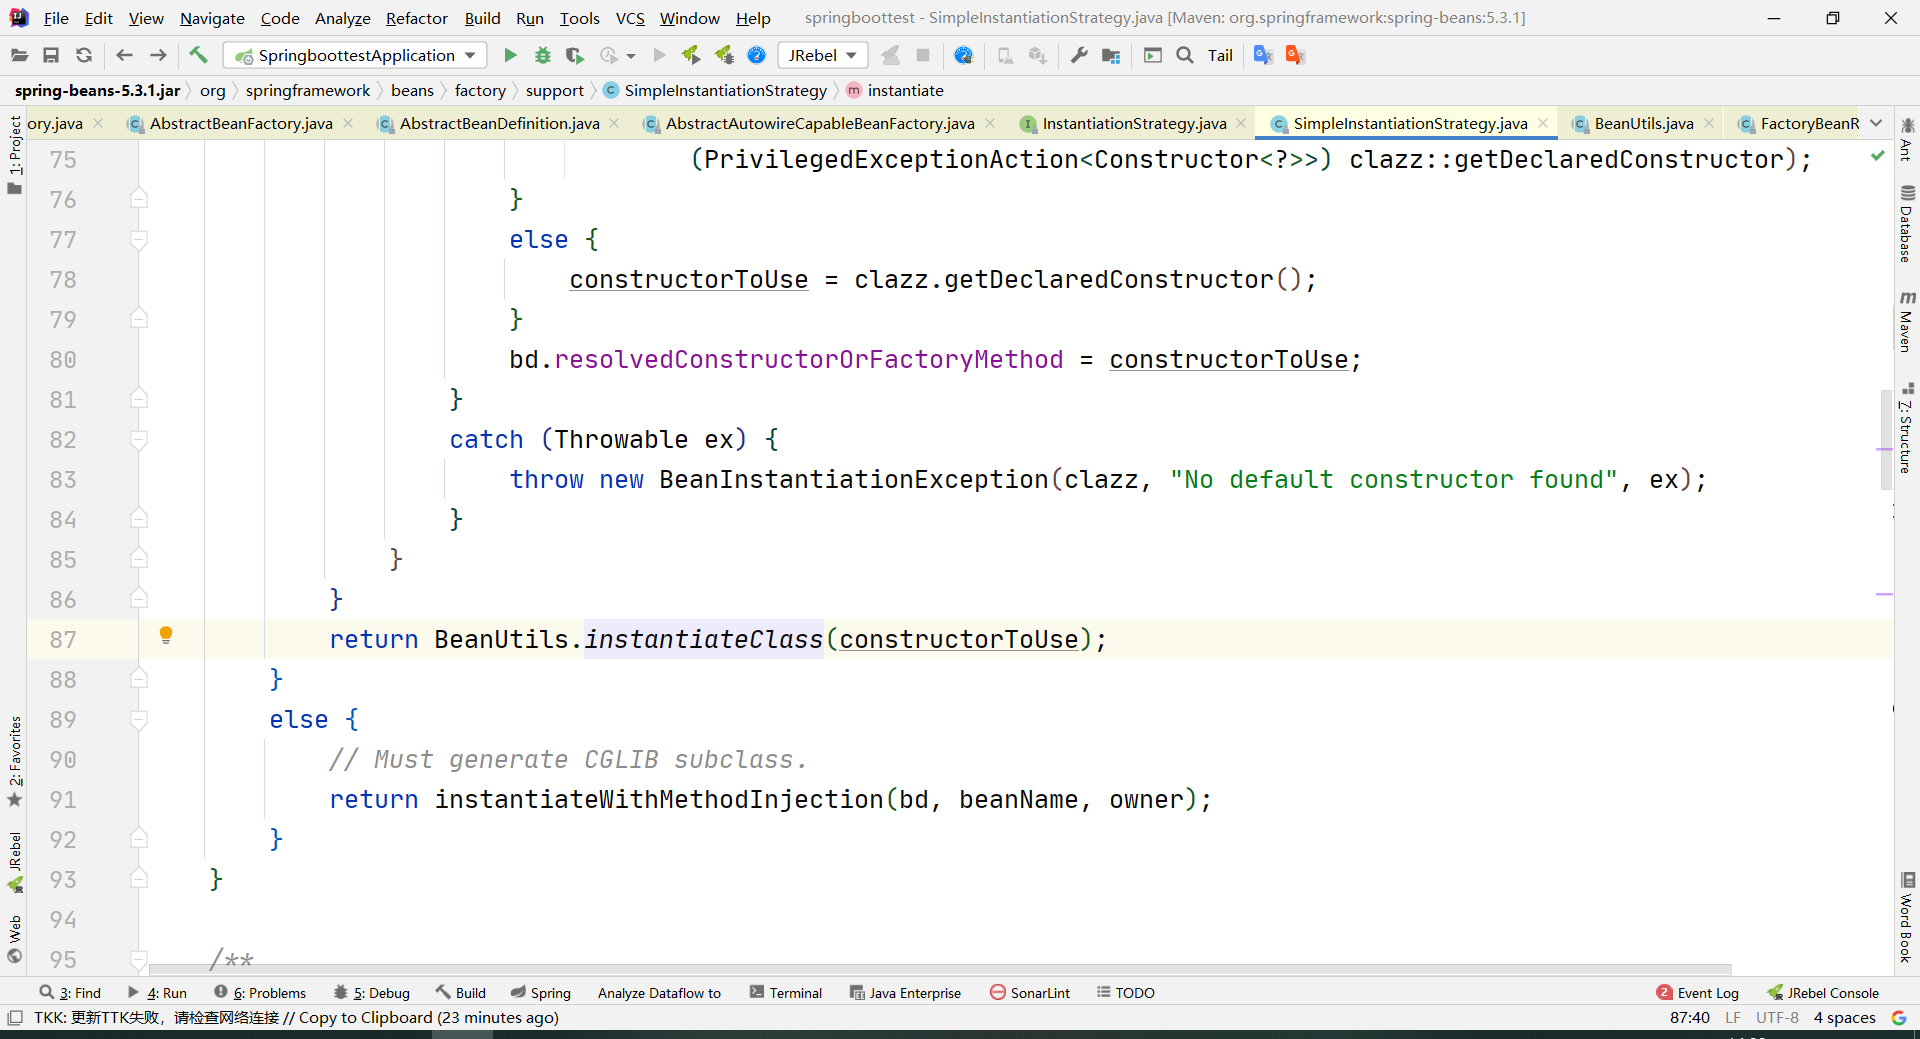 File Edit View Navigate Code Analyze Refactor Build Run Tools VCS Window Help springboottest - SimpleInstantiationStrategy.java [Maven: org.springframework:spring-beans:5.3.1]
SpringboottestApplication JRebel Tail
spring-beans-5.3.1.jar org springframework beans factory support SimpleInstantiationStrategy instantiate
ory.java AbstractBeanFactory.java AbstractBeanDefinition.java AbstractAutowireCapableBeanFactory.java InstantiationStrategy.java SimpleInstantiationStrategy.java BeanUtils.java FactoryBeanR
1: Project
2: Favorites
JRebel
Web
75 (PrivilegedExceptionAction<Constructor<?>>) clazz::getDeclaredConstructor);
76 }
77 else {
78 constructorToUse = clazz.getDeclaredConstructor();
79 }
80 bd.resolvedConstructorOrFactoryMethod = constructorToUse;
81 }
82 catch (Throwable ex) {
83 throw new BeanInstantiationException(clazz, "No default constructor found", ex);
84 }
85 }
86 }
87 return BeanUtils.instantiateClass(constructorToUse);
88 }
89 else {
90 // Must generate CGLIB subclass.
91 return instantiateWithMethodInjection(bd, beanName, owner);
92 }
93 }
94
95 /**
Ant
Database
Maven
7: Structure
Word Book
3: Find 4: Run 6: Problems 5: Debug Build Spring Analyze Dataflow to Terminal Java Enterprise SonarLint TODO 2 Event Log JRebel Console
TKK: 更新TTK失败，请检查网络连接 // Copy to Clipboard (23 minutes ago) 87:40 LF UTF-8 4 spaces